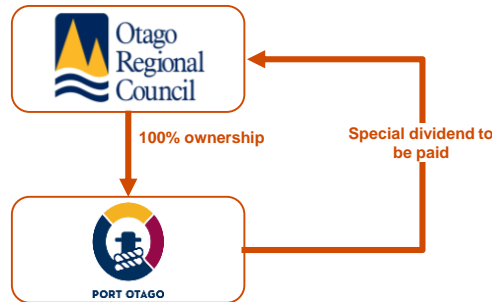 Otago
Regional
Council
100% ownership
Special dividend to
be paid
PORT OTAGO